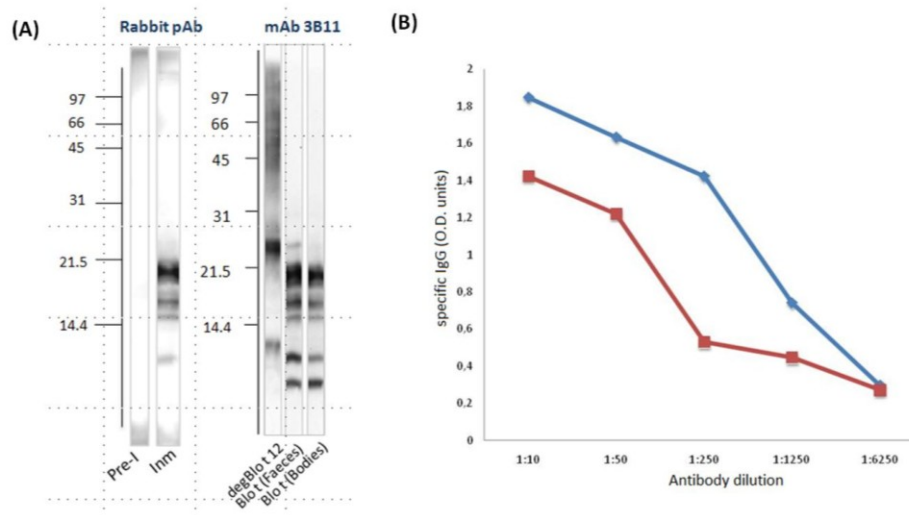 (A)
Rabbit pAb
mAb 3B11
97
66
45
31
21.5
14.4
97
66
45
31
21.5
14.4
Pre-I
Inm
degBlo t 12
Blo t (Faeces)
Blo t (Bodies)
(B)
2
1,8
1,6
1,4
1,2
1
0,8
0,6
0,4
0,2
0
specific IgG (O.D. units)
1:10 1:50 1:250 1:1250 1:6250
Antibody dilution